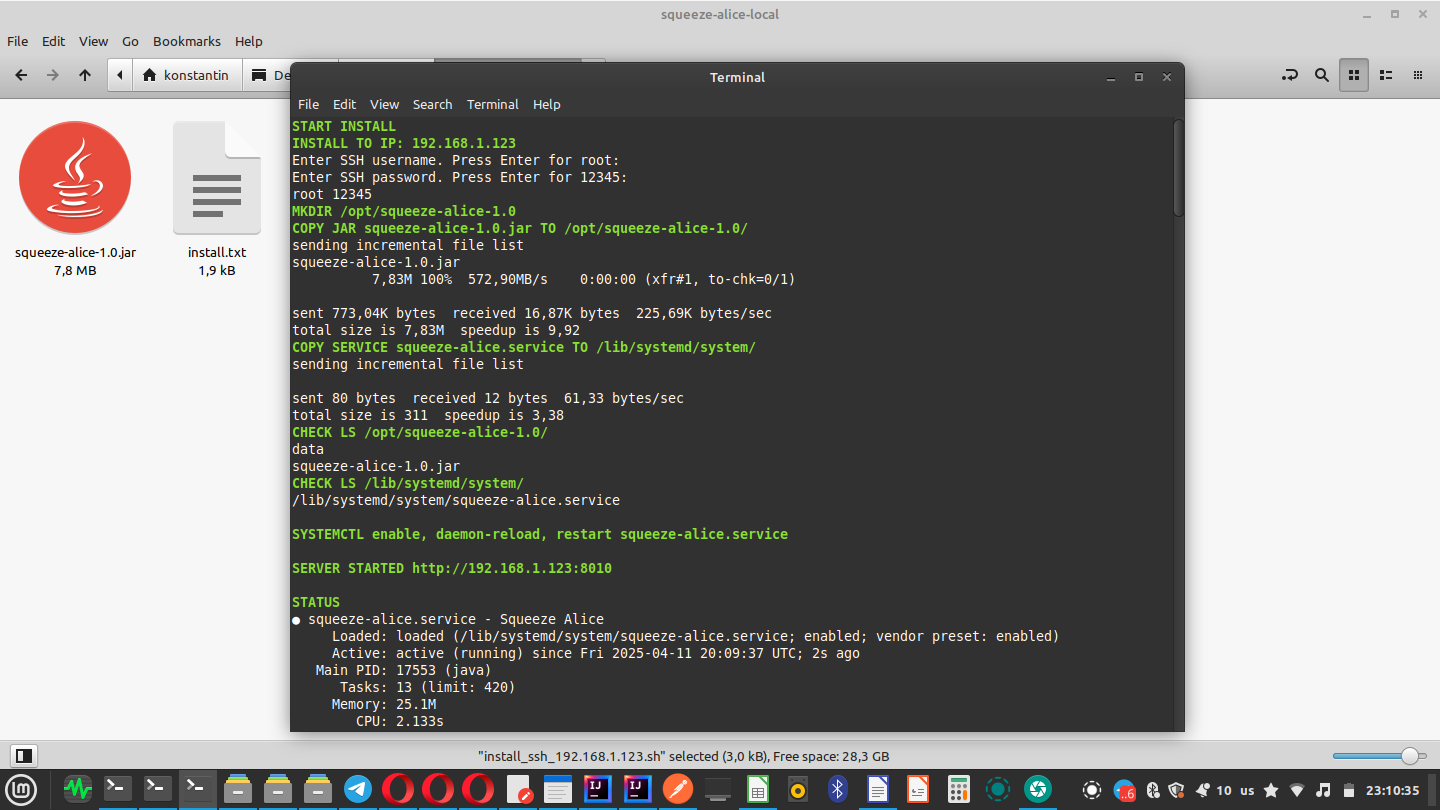 squeeze-alice-local
File Edit View Go Bookmarks Help
konstantin
De
squeeze-alice-1.0.jar
7,8 MB
install.txt
1,9 kB
Terminal
File Edit View Search Terminal Help
START INSTALL
INSTALL TO IP: 192.168.1.123
Enter SSH username. Press Enter for root:
Enter SSH password. Press Enter for 12345:
root 12345
MKDIR /opt/squeeze-alice-1.0
COPY JAR squeeze-alice-1.0.jar TO /opt/squeeze-alice-1.0/
sending incremental file list
squeeze-alice-1.0.jar
7,83M 100% 572,90MB/s 0:00:00 (xfr#1, to-chk=0/1)
sent 773,04K bytes received 16,87K bytes 225,69K bytes/sec
total size is 7,83M speedup is 9,92
COPY SERVICE squeeze-alice.service TO /lib/systemd/system/
sending incremental file list
sent 80 bytes received 12 bytes 61,33 bytes/sec
total size is 311 speedup is 3,38
CHECK LS /opt/squeeze-alice-1.0/
data
squeeze-alice-1.0.jar
CHECK LS /lib/systemd/system/
/lib/systemd/system/squeeze-alice.service
SYSTEMCTL enable, daemon-reload, restart squeeze-alice.service
SERVER STARTED http://192.168.1.123:8010
STATUS
● squeeze-alice.service - Squeeze Alice
Loaded: loaded (/lib/systemd/system/squeeze-alice.service; enabled; vendor preset: enabled)
Active: active (running) since Fri 2025-04-11 20:09:37 UTC; 2s ago
Main PID: 17553 (java)
Tasks: 13 (limit: 420)
Memory: 25.1M
CPU: 2.133s
"install_ssh_192.168.1.123.sh" selected (3,0 kB), Free space: 28,3 GB
IJ
IJ
..6
10 us
23:10:35